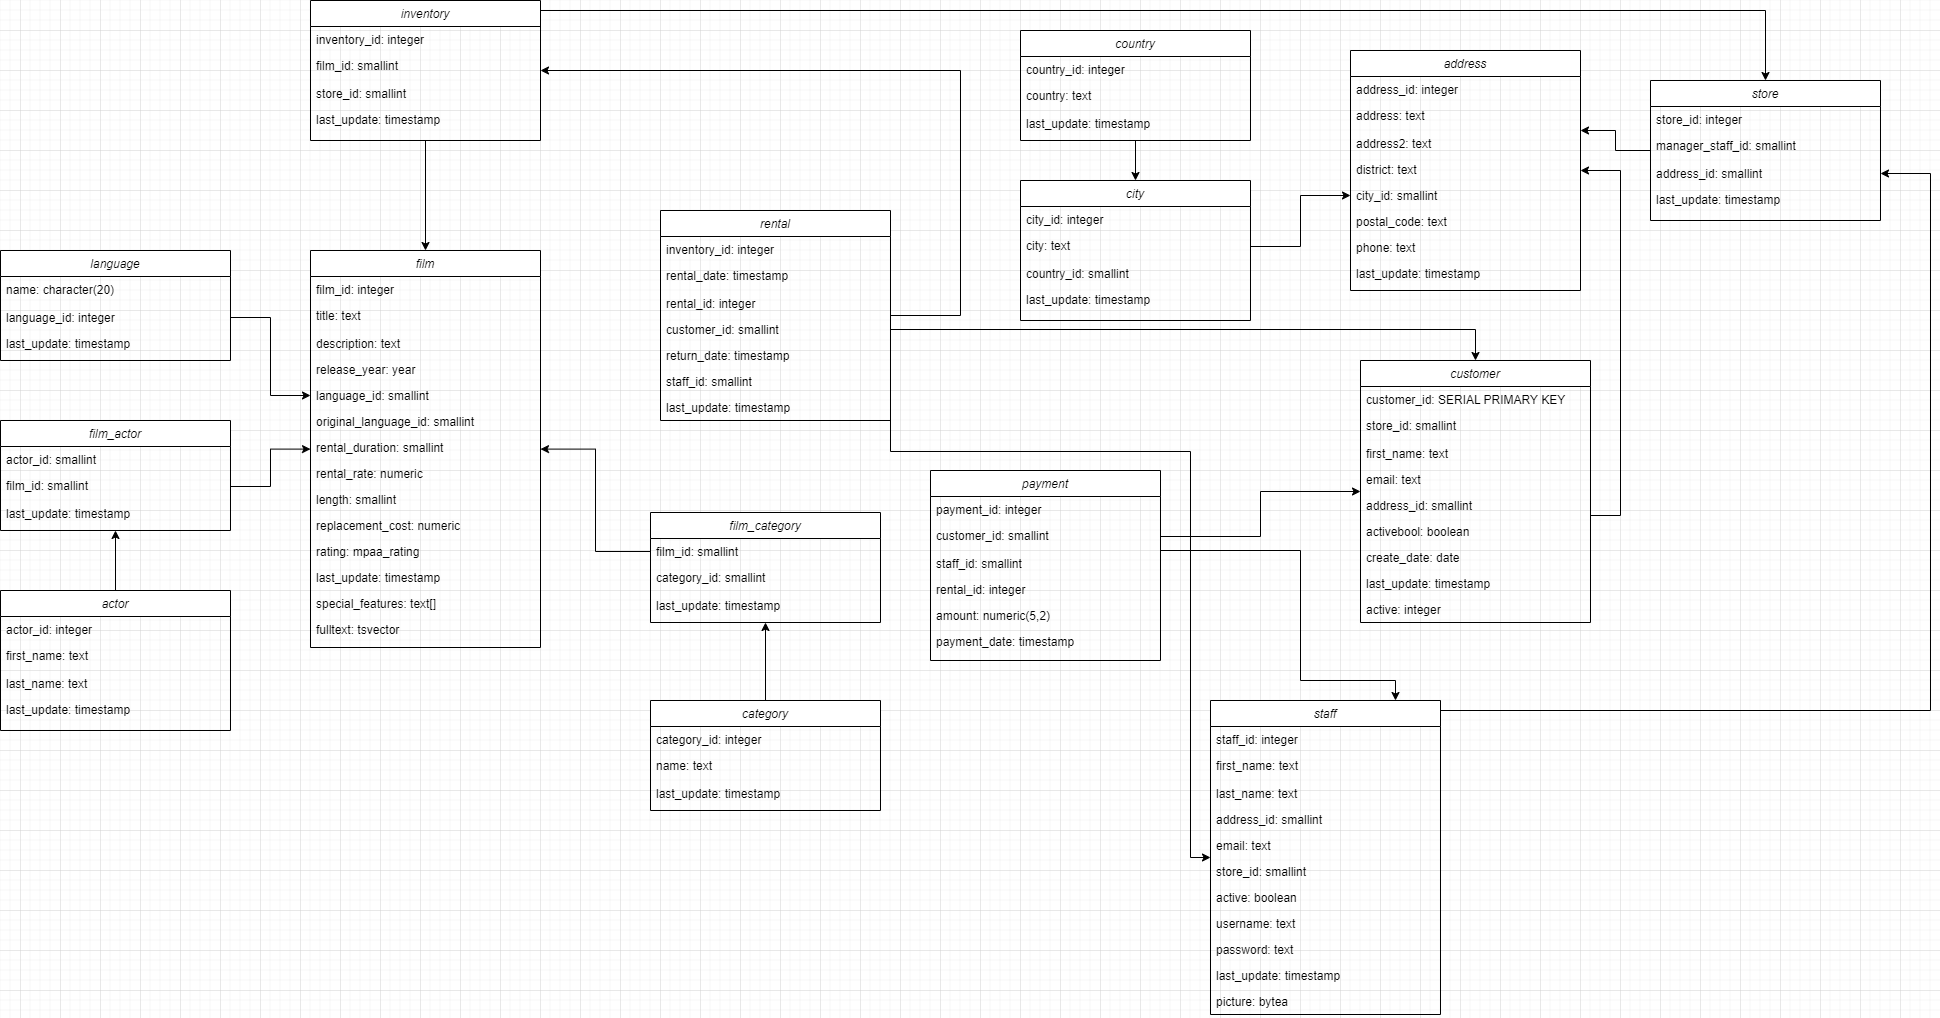 inventory
inventory_id: integer
film_id: smallint
store_id: smallint
last_update: timestamp
country
country_id: integer
country: text
last_update: timestamp
address
address_id: integer
address: text
address2: text
district: text
city_id: smallint
postal_code: text
phone: text
last_update: timestamp
store
store_id: integer
manager_staff_id: smallint
address_id: smallint
last_update: timestamp
city
city_id: integer
city: text
country_id: smallint
last_update: timestamp
rental
inventory_id: integer
rental_date: timestamp
rental_id: integer
customer_id: smallint
return_date: timestamp
staff_id: smallint
last_update: timestamp
language
name: character(20)
language_id: integer
last_update: timestamp
film
film_id: integer
title: text
description: text
release_year: year
language_id: smallint
original_language_id: smallint
rental_duration: smallint
rental_rate: numeric
length: smallint
replacement_cost: numeric
rating: mpaa_rating
last_update: timestamp
special_features: text[]
fulltext: tsvector
customer
customer_id: SERIAL PRIMARY KEY
store_id: smallint
first_name: text
email: text
address_id: smallint
activebool: boolean
create_date: date
last_update: timestamp
active: integer
film_actor
actor_id: smallint
film_id: smallint
last_update: timestamp
payment
payment_id: integer
customer_id: smallint
staff_id: smallint
rental_id: integer
amount: numeric(5,2)
payment_date: timestamp
film_category
film_id: smallint
category_id: smallint
last_update: timestamp
actor
actor_id: integer
first_name: text
last_name: text
last_update: timestamp
category
category_id: integer
name: text
last_update: timestamp
staff
staff_id: integer
first_name: text
last_name: text
address_id: smallint
email: text
store_id: smallint
active: boolean
username: text
password: text
last_update: timestamp
picture: bytea